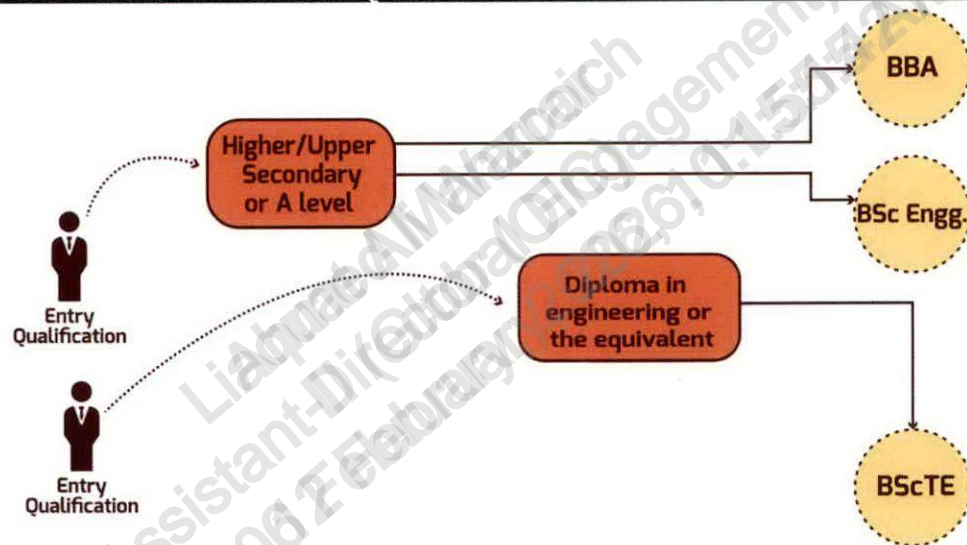 BBA
Higher/Upper
Secondary
or A level
BSc Engg.
Entry
Qualification
Diploma in
engineering or
the equivalent
Entry
Qualification
BScTE